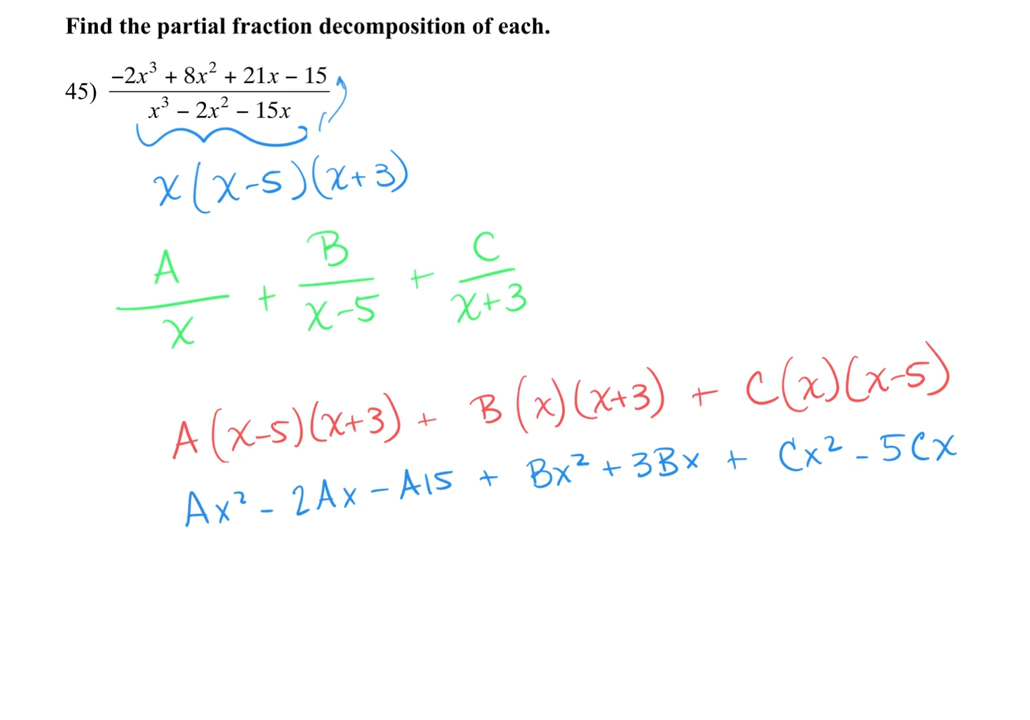 Find the partial fraction decomposition of each.
45) (-2x³ + 8x² + 21x - 15)/(x³ - 2x² - 15x)
x(x-5)(x+3)
A/x + B/(x-5) + C/(x+3)
A(x-5)(x+3) + B(x)(x+3) + C(x)(x-5)
Ax² - 2Ax - A15 + Bx² + 3Bx + Cx² - 5Cx